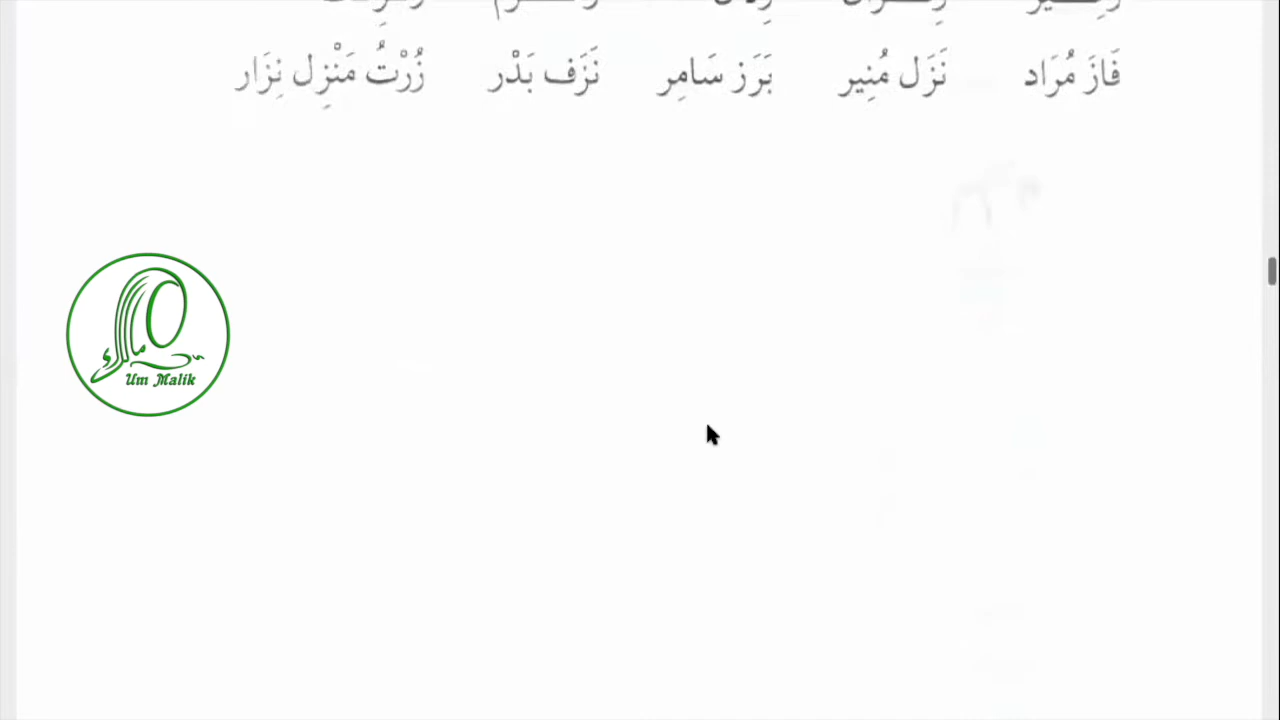 فَازَ مُرَاد نَزَل مُنِير بَرَز سَامِر نَزَف بَدْر زُرْتُ مَنْزِل نِزَار
Um Malik